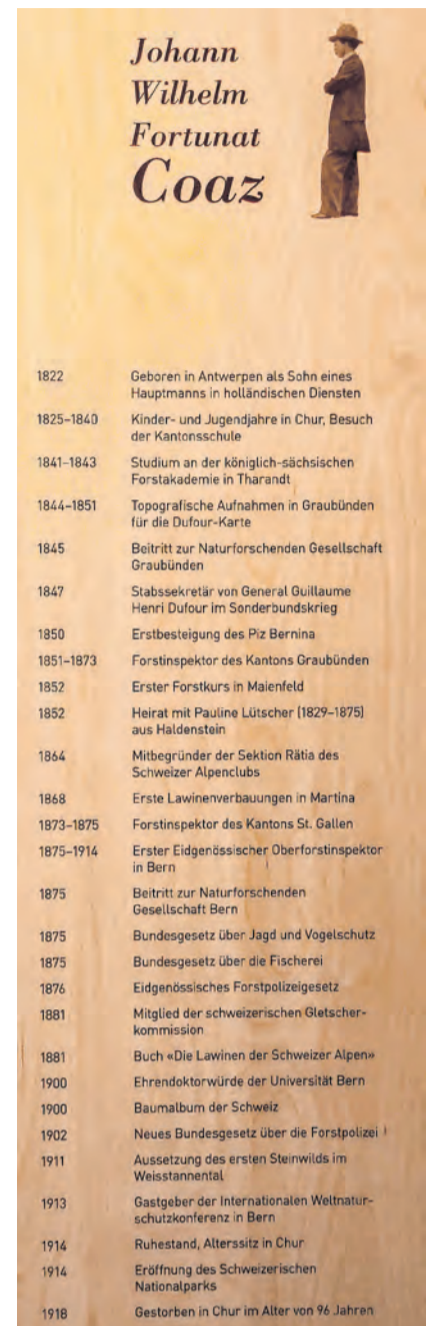 Johann
Wilhelm
Fortunat
Coaz
1822 Geboren in Antwerpen als Sohn eines
Hauptmanns in holländischen Diensten
1825–1840 Kinder- und Jugendjahre in Chur, Besuch
der Kantonsschule
1841–1843 Studium an der königlich-sächsischen
Forstakademie in Tharandt
1844–1851 Topografische Aufnahmen in Graubünden
für die Dufour-Karte
1845 Beitritt zur Naturforschenden Gesellschaft
Graubünden
1847 Stabssekretär von General Guillaume
Henri Dufour im Sonderbundskrieg
1850 Erstbesteigung des Piz Bernina
1851–1873 Forstinspektor des Kantons Graubünden
1852 Erster Forstkurs in Maienfeld
1852 Heirat mit Pauline Lütscher (1829–1875)
aus Haldenstein
1864 Mitbegründer der Sektion Rätia des
Schweizer Alpenclubs
1868 Erste Lawinenverbauungen in Martina
1873–1875 Forstinspektor des Kantons St. Gallen
1875–1914 Erster Eidgenössischer Oberforstinspektor
in Bern
1875 Beitritt zur Naturforschenden
Gesellschaft Bern
1875 Bundesgesetz über Jagd und Vogelschutz
1875 Bundesgesetz über die Fischerei
1876 Eidgenössisches Forstpolizeigesetz
1881 Mitglied der schweizerischen Gletscher-
kommission
1881 Buch «Die Lawinen der Schweizer Alpen»
1900 Ehrendoktorwürde der Universität Bern
1900 Baumalbum der Schweiz
1902 Neues Bundesgesetz über die Forstpolizei
1911 Aussetzung des ersten Steinwilds im
Weisstannental
1913 Gastgeber der Internationalen Weltnatur-
schutzkonferenz in Bern
1914 Ruhestand, Alterssitz in Chur
1914 Eröffnung des Schweizerischen
Nationalparks
1918 Gestorben in Chur im Alter von 96 Jahren